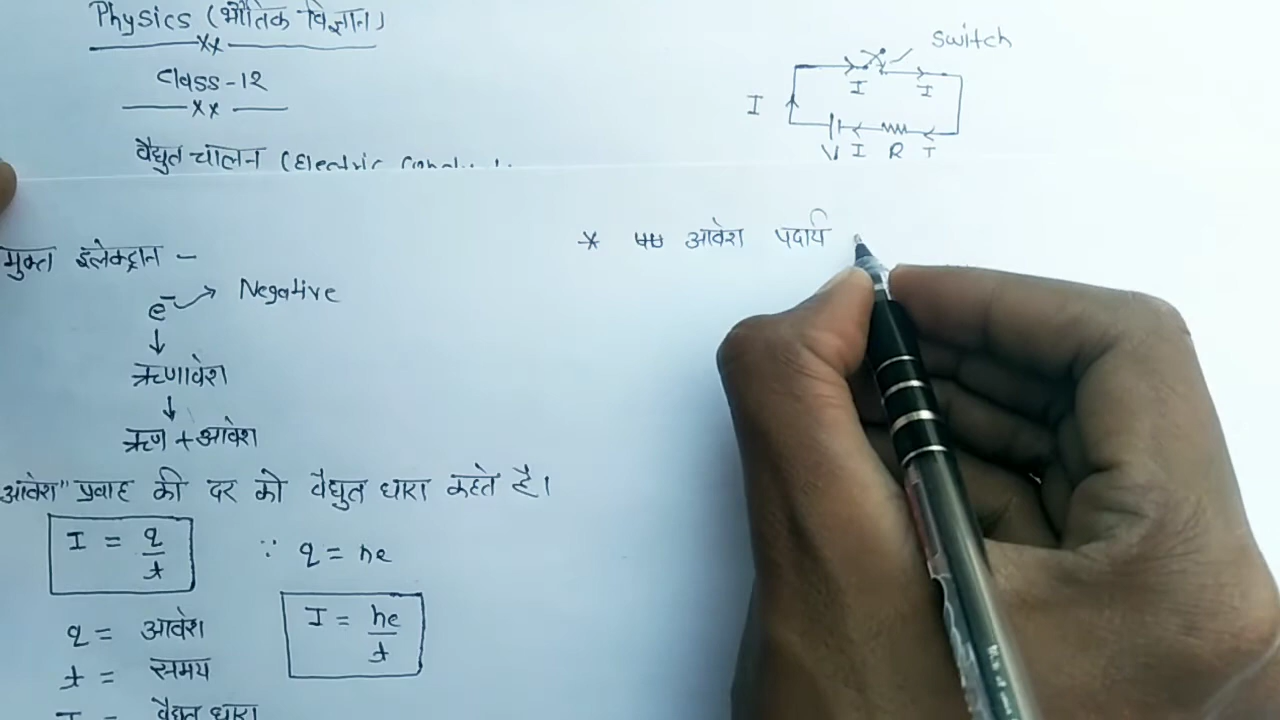 Physics (भौतिक विज्ञान)
Class-12
वैद्युत चालन (Electric
मुक्त इलेक्ट्रान -
e⁻ → Negative
↓
ऋणावेश
↓
ऋण + आवेश
आवेश" प्रवाह की दर को वैद्युत धारा कहते है।
I = q/t
∵ q = ne
I = ne/t
q = आवेश
t = समय
I = वैद्युत धारा
Switch
I I
I
V I R I
* आवेश पदार्थ